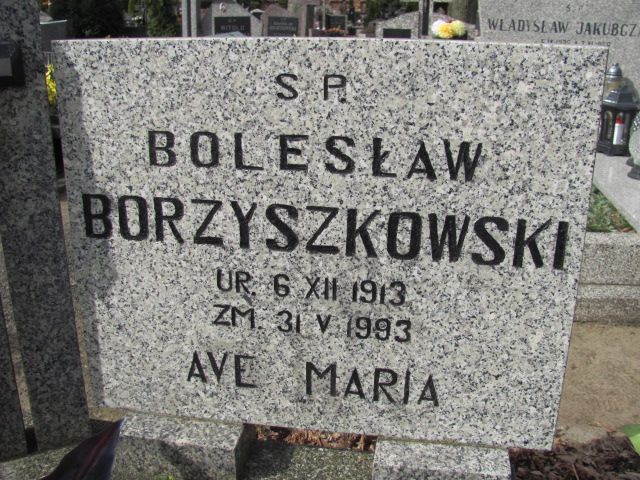 Ś P.
BOLESŁAW
BORZYSZKOWSKI
UR. 6 XII 1913
ZM. 31 V 1993
AVE MARIA
WŁADYSŁAW JAKUBCZ